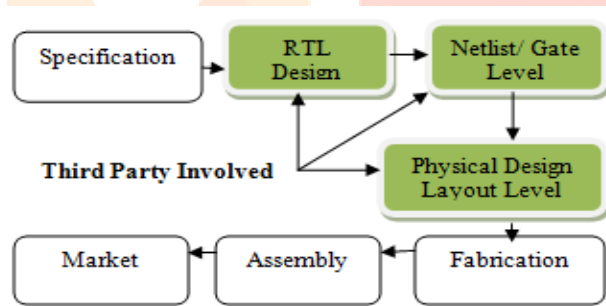 Specification
RTL
Design
Netlist/ Gate
Level
Third Party Involved
Physical Design
Layout Level
Market
Assembly
Fabrication